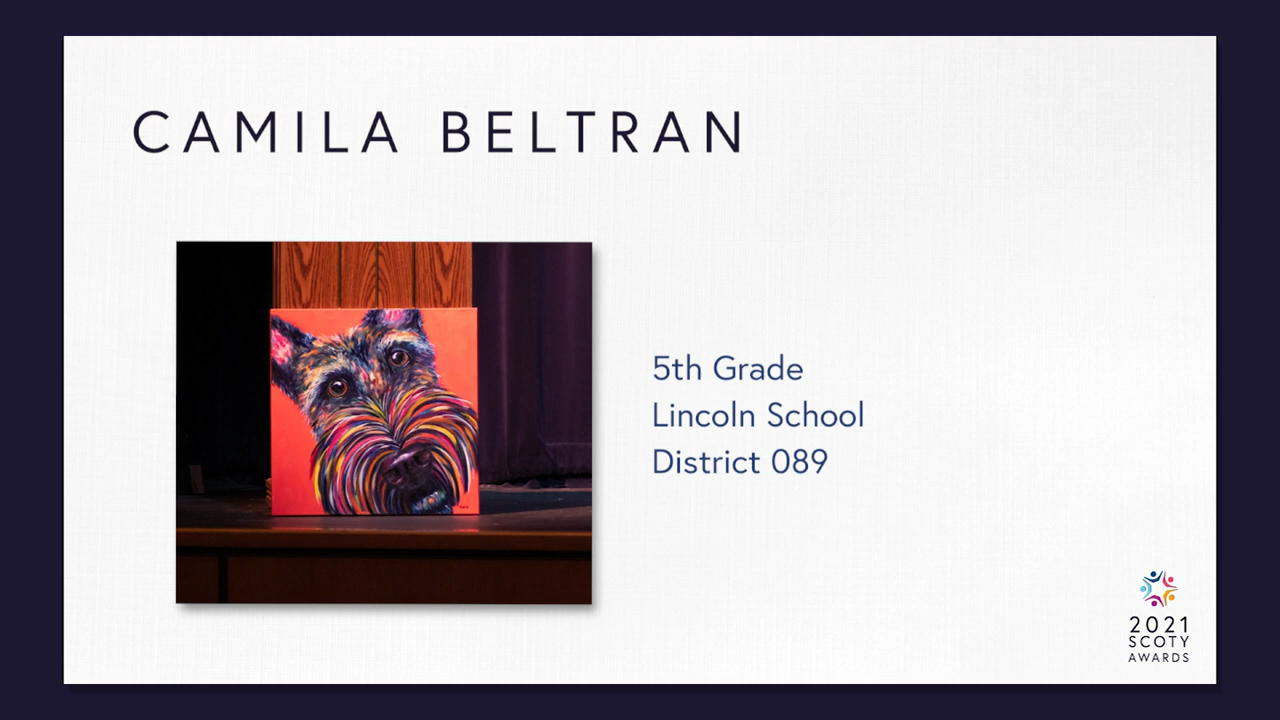 CAMILA BELTRAN
5th Grade
Lincoln School
District 089
2021
SCOTY
AWARDS